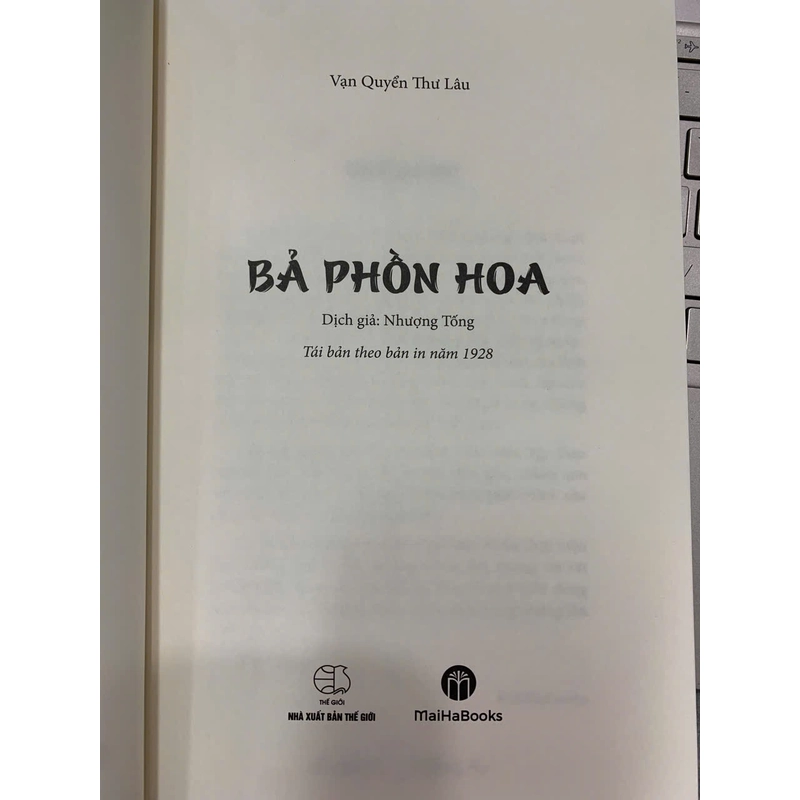 Vạn Quyển Thư Lâu
BẢ PHỒN HOA
Dịch giả: Nhượng Tống
Tái bản theo bản in năm 1928
THẾ GIỚI
NHÀ XUẤT BẢN THẾ GIỚI
MaiHaBooks